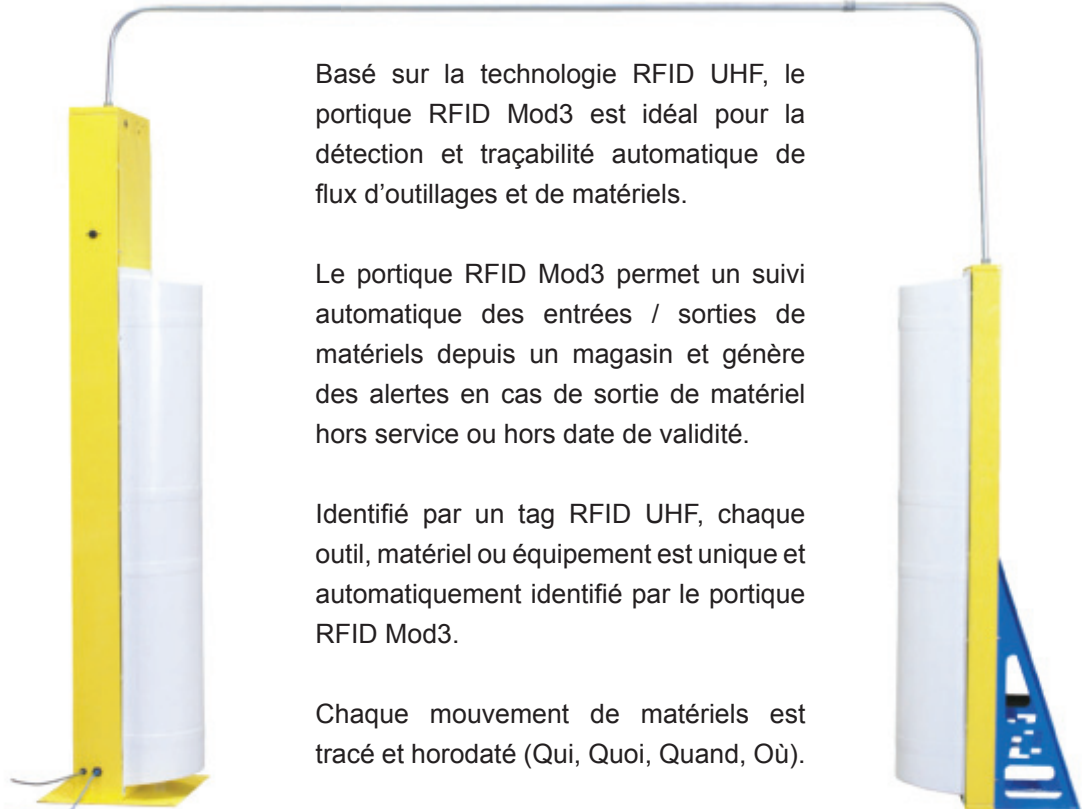 Basé sur la technologie RFID UHF, le
portique RFID Mod3 est idéal pour la
détection et traçabilité automatique de
flux d’outillages et de matériels.
Le portique RFID Mod3 permet un suivi
automatique des entrées / sorties de
matériels depuis un magasin et génère
des alertes en cas de sortie de matériel
hors service ou hors date de validité.
Identifié par un tag RFID UHF, chaque
outil, matériel ou équipement est unique et
automatiquement identifié par le portique
RFID Mod3.
Chaque mouvement de matériels est
tracé et horodaté (Qui, Quoi, Quand, Où).